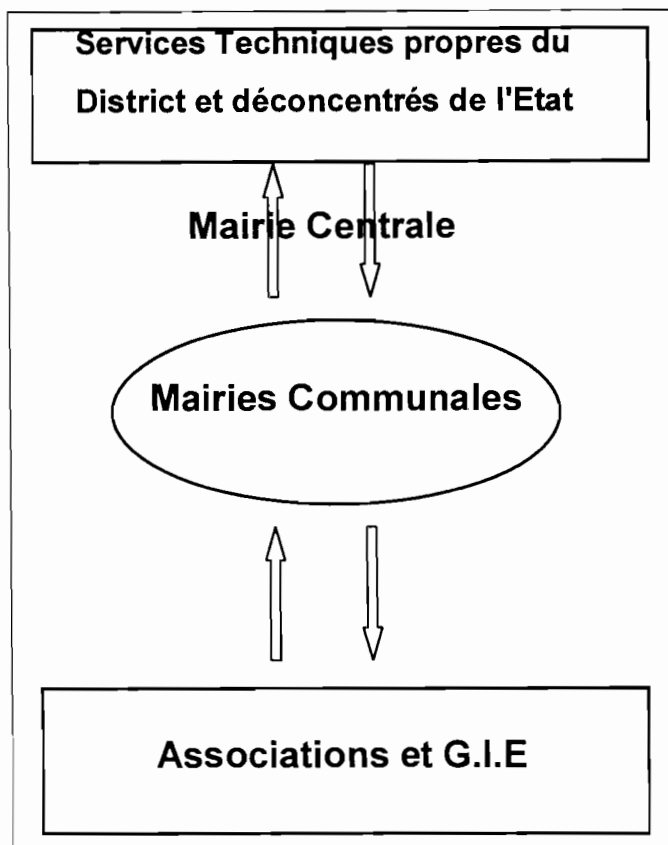 Services Techniques propres du
District et déconcentrés de l'Etat
Mairie Centrale
Mairies Communales
Associations et G.I.E